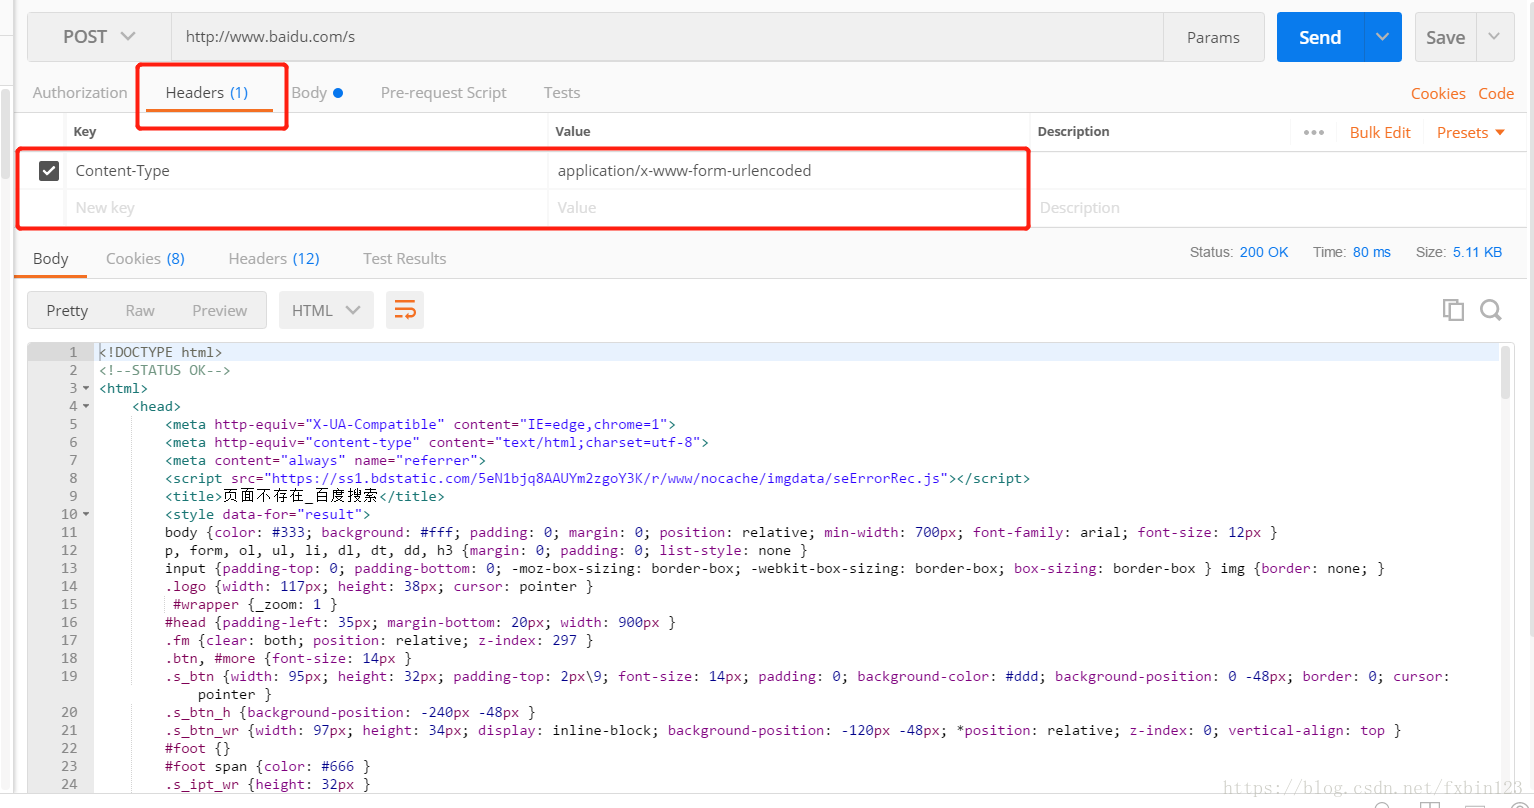 POST http://www.baidu.com/s Params Send Save
Authorization Headers (1) Body Pre-request Script Tests Cookies Code
Key Value Description ••• Bulk Edit Presets
Content-Type application/x-www-form-urlencoded
New key Value Description
Body Cookies (8) Headers (12) Test Results Status: 200 OK Time: 80 ms Size: 5.11 KB
Pretty Raw Preview HTML
1 <!DOCTYPE html>
2 <!--STATUS OK-->
3 <html>
4 <head>
5 <meta http-equiv="X-UA-Compatible" content="IE=edge,chrome=1">
6 <meta http-equiv="content-type" content="text/html;charset=utf-8">
7 <meta content="always" name="referrer">
8 <script src="https://ss1.bdstatic.com/5eN1bjq8AAUYm2zgoY3K/r/www/nocache/imgdata/seErrorRec.js"></script>
9 <title>页面不存在_百度搜索</title>
10 <style data-for="result">
11 body {color: #333; background: #fff; padding: 0; margin: 0; position: relative; min-width: 700px; font-family: arial; font-size: 12px }
12 p, form, ol, ul, li, dl, dt, dd, h3 {margin: 0; padding: 0; list-style: none }
13 input {padding-top: 0; padding-bottom: 0; -moz-box-sizing: border-box; -webkit-box-sizing: border-box; box-sizing: border-box } img {border: none; }
14 .logo {width: 117px; height: 38px; cursor: pointer }
15 #wrapper {_zoom: 1 }
16 #head {padding-left: 35px; margin-bottom: 20px; width: 900px }
17 .fm {clear: both; position: relative; z-index: 297 }
18 .btn, #more {font-size: 14px }
19 .s_btn {width: 95px; height: 32px; padding-top: 2px\9; font-size: 14px; padding: 0; background-color: #ddd; background-position: 0 -48px; border: 0; cursor:
pointer }
20 .s_btn_h {background-position: -240px -48px }
21 .s_btn_wr {width: 97px; height: 34px; display: inline-block; background-position: -120px -48px; *position: relative; z-index: 0; vertical-align: top }
22 #foot {}
23 #foot span {color: #666 }
24 .s_ipt_wr {height: 32px }
https://blog.csdn.net/fxbin123